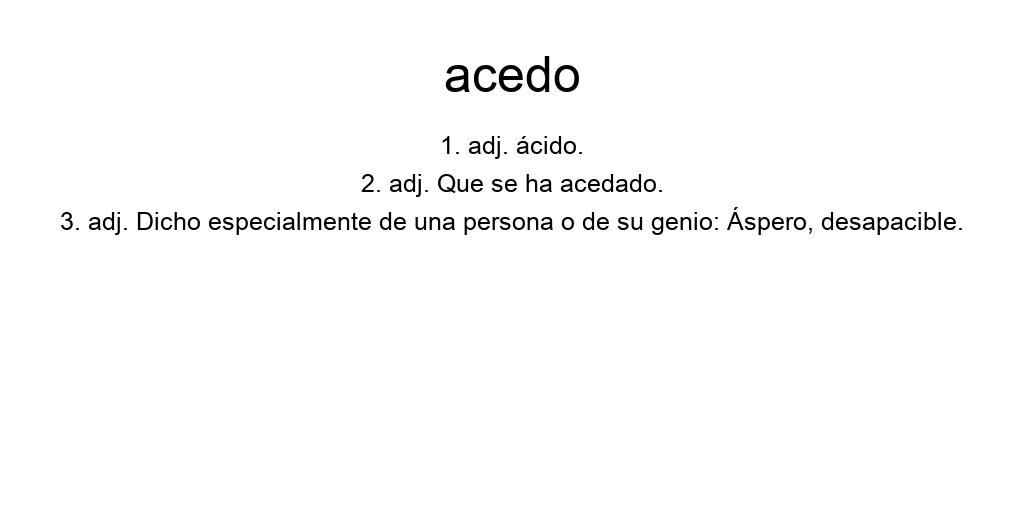 acedo
1. adj. ácido.
2. adj. Que se ha acedado.
3. adj. Dicho especialmente de una persona o de su genio: Áspero, desapacible.